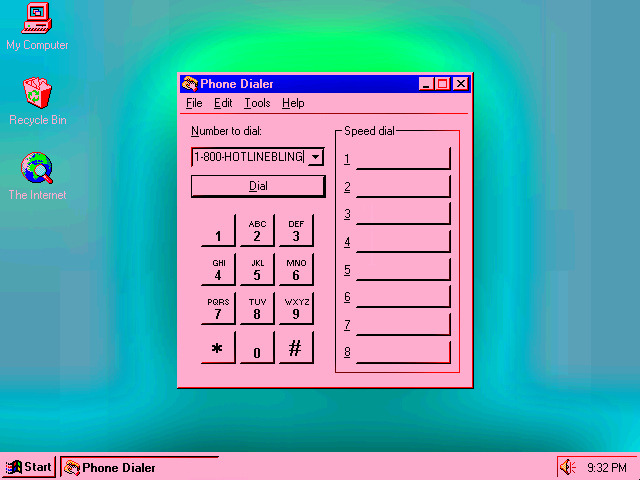 My Computer
Recycle Bin
The Internet
Phone Dialer
File Edit Tools Help
Number to dial:
1-800-HOTLINEBLING
Dial
1
ABC
2
DEF
3
GHI
4
JKL
5
MNO
6
PQRS
7
TUV
8
WXYZ
9
*
0
#
Speed dial
1
2
3
4
5
6
7
8
Start
Phone Dialer
9:32 PM